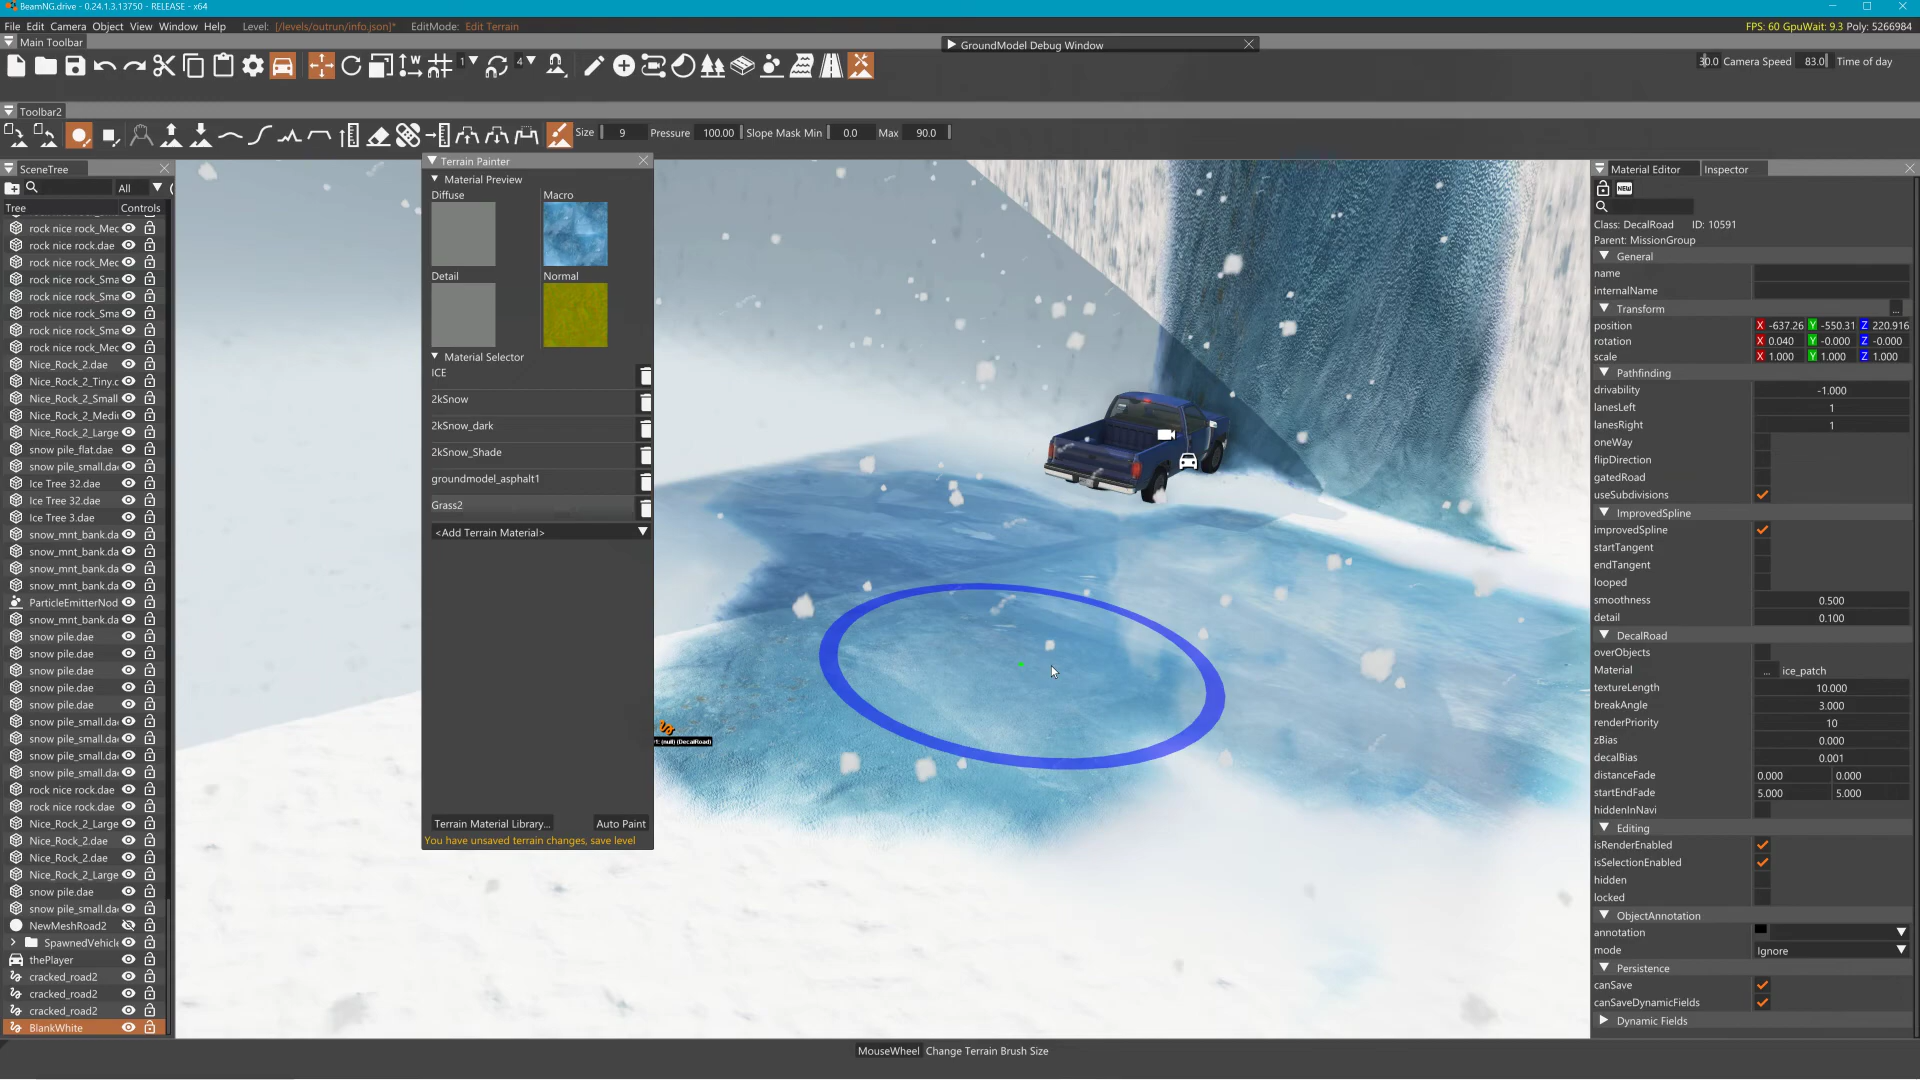 BeamNG.drive - 0.24.1.3.13750 - RELEASE - x64
File Edit Camera Object View Window Help Level: [/levels/outrun/info.json]* EditMode: Edit Terrain
FPS: 60 GpuWait: 9.3 Poly: 5266984
Main Toolbar
GroundModel Debug Window
1 4
30.0 Camera Speed 83.0 Time of day
Toolbar2
Size 9 Pressure 100.00 Slope Mask Min 0.0 Max 90.0
SceneTree
All
Tree Controls
rock nice rock_Med
rock nice rock.dae
rock nice rock_Med
rock nice rock_Sma
rock nice rock_Sma
rock nice rock_Sma
rock nice rock_Sma
rock nice rock_Med
Nice_Rock_2.dae
Nice_Rock_2_Tiny.c
Nice_Rock_2_Small
Nice_Rock_2_Medi
Nice_Rock_2_Large
snow pile_flat.dae
snow pile_small.da
Ice Tree 32.dae
Ice Tree 32.dae
Ice Tree 3.dae
snow_mnt_bank.da
snow_mnt_bank.da
snow_mnt_bank.da
snow_mnt_bank.da
ParticleEmitterNod
snow_mnt_bank.da
snow pile.dae
snow pile.dae
snow pile.dae
snow pile.dae
snow pile.dae
snow pile_small.da
snow pile_small.da
snow pile_small.da
snow pile_small.da
rock nice rock.dae
rock nice rock.dae
Nice_Rock_2_Large
Nice_Rock_2.dae
Nice_Rock_2.dae
Nice_Rock_2_Large
snow pile.dae
snow pile_small.da
NewMeshRoad2
SpawnedVehicle
thePlayer
cracked_road2
cracked_road2
cracked_road2
BlankWhite
Terrain Painter
Material Preview
Diffuse Macro
Detail Normal
Material Selector
ICE
2kSnow
2kSnow_dark
2kSnow_Shade
groundmodel_asphalt1
Grass2
<Add Terrain Material>
Terrain Material Library... Auto Paint
You have unsaved terrain changes, save level
(null) (DecalRoad)
Material Editor Inspector
NEW
Class: DecalRoad ID: 10591
Parent: MissionGroup
General
name
internalName
Transform
...
position X -637.26 Y -550.31 Z 220.916
rotation X 0.040 Y -0.000 Z -0.000
scale X 1.000 Y 1.000 Z 1.000
Pathfinding
drivability -1.000
lanesLeft 1
lanesRight 1
oneWay
flipDirection
gatedRoad
useSubdivisions
ImprovedSpline
improvedSpline
startTangent
endTangent
looped
smoothness 0.500
detail 0.100
DecalRoad
overObjects
Material ... ice_patch
textureLength 10.000
breakAngle 3.000
renderPriority 10
zBias 0.000
decalBias 0.001
distanceFade 0.000 0.000
startEndFade 5.000 5.000
hiddenInNavi
Editing
isRenderEnabled
isSelectionEnabled
hidden
locked
ObjectAnnotation
annotation
mode Ignore
Persistence
canSave
canSaveDynamicFields
Dynamic Fields
MouseWheel Change Terrain Brush Size